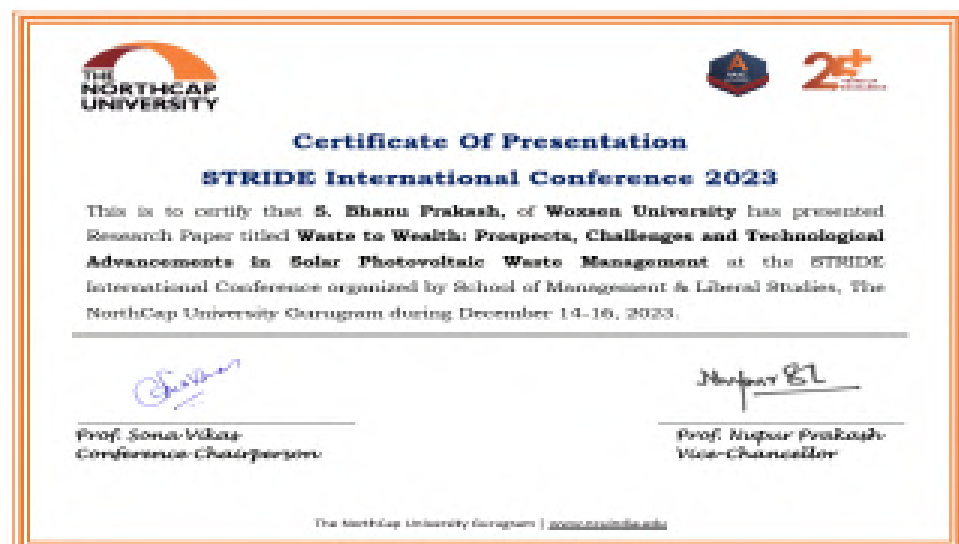 THE
NORTHCAP
UNIVERSITY
A
25+
Certificate Of Presentation
STRIDE International Conference 2023
This is to certify that S. Bhanu Prakash, of Woxsen University has presented
Research Paper titled Waste to Wealth: Prospects, Challenges and Technological
Advancements in Solar Photovoltaic Waste Management at the STRIDE
International Conference organized by School of Management & Liberal Studies, The
NorthCap University Gurugram during December 14-16, 2023.
Prof. Sona Vikas
Conference Chairperson
Prof. Nupur Prakash
Vice-Chancellor
The NorthCap University Gurugram |